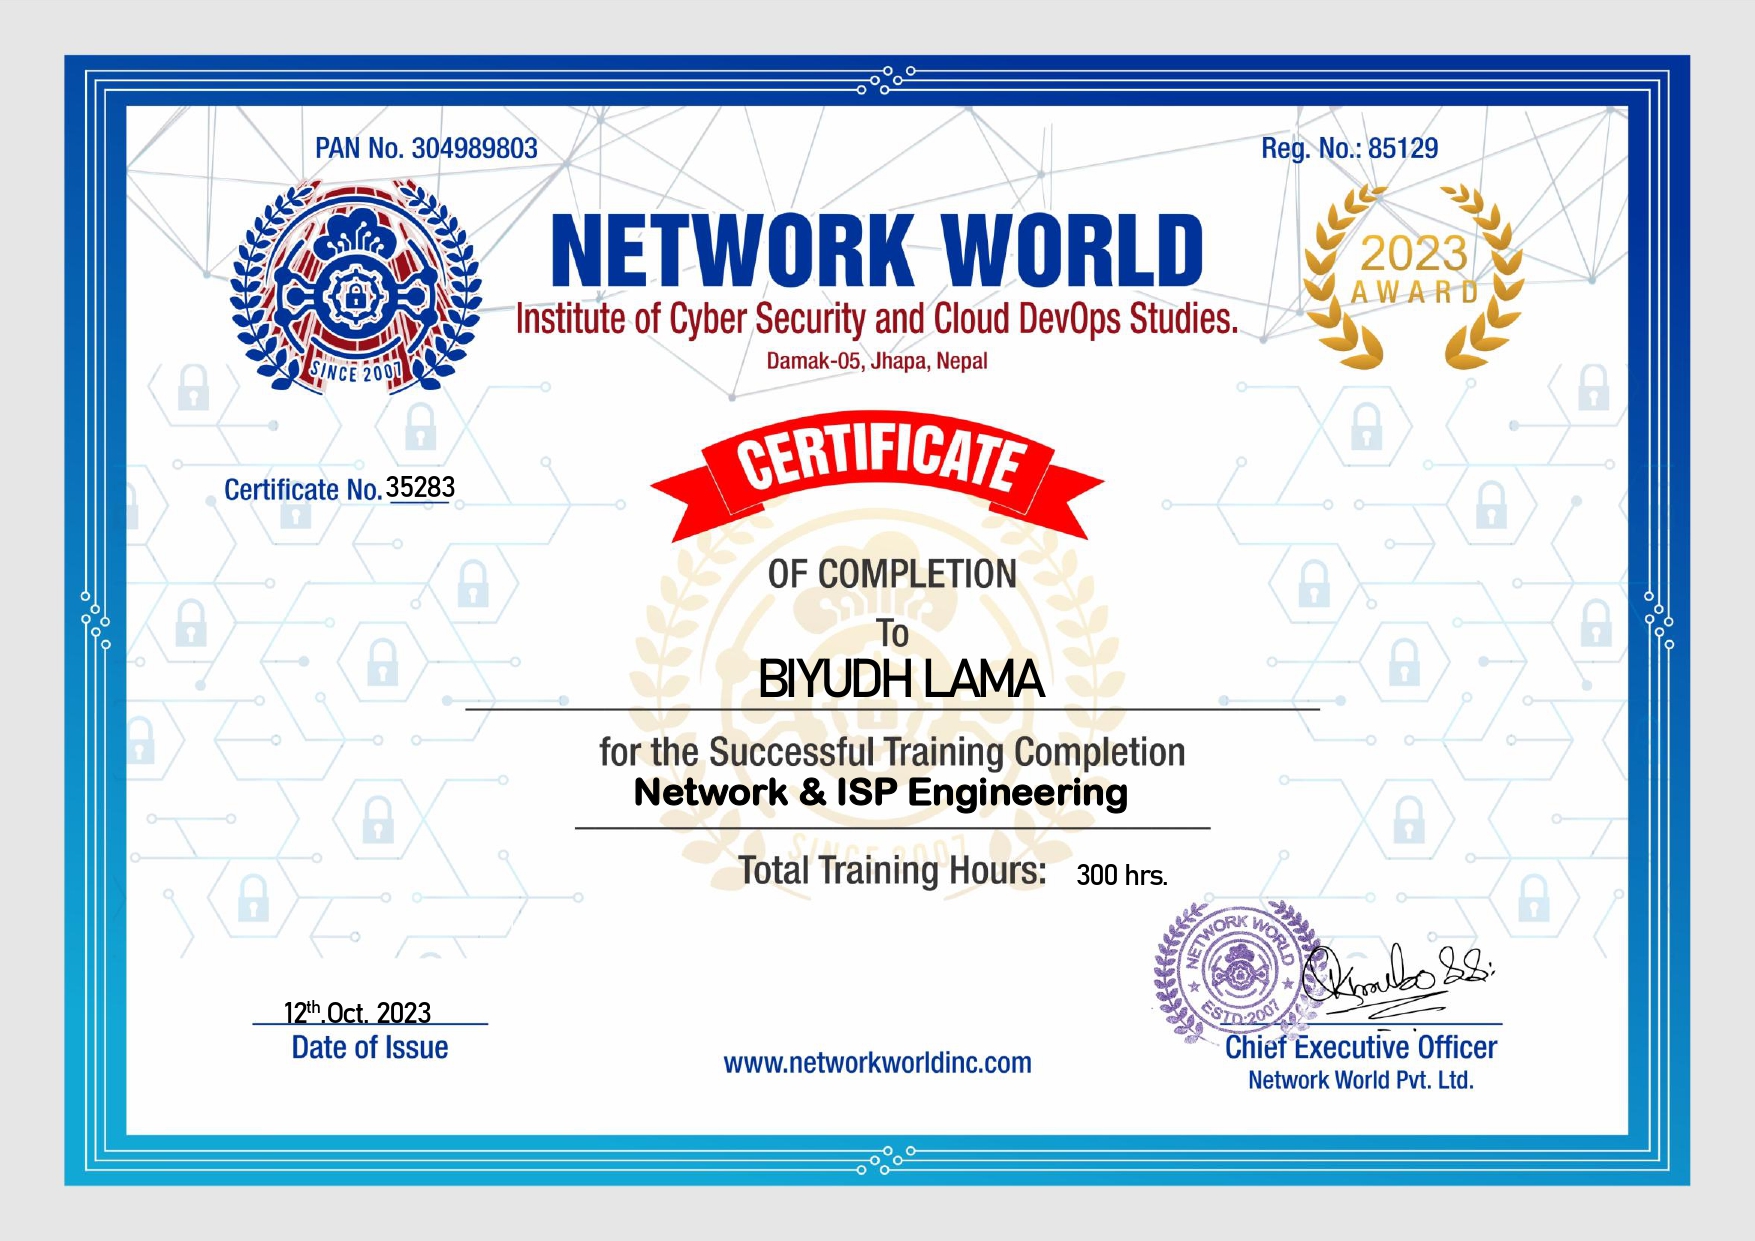 PAN No. 304989803
Reg. No.: 85129
SINCE 2007
NETWORK WORLD
2023
AWARD
Institute of Cyber Security and Cloud DevOps Studies.
Damak-05, Jhapa, Nepal
CERTIFICATE
Certificate No. 35283
OF COMPLETION
To
BIYUDH LAMA
for the Successful Training Completion
Network & ISP Engineering
SINCE 2007
Total Training Hours: 300 hrs.
NETWORK WORLD
ESTD:2007
12th.Oct. 2023
Date of Issue
www.networkworldinc.com
Chief Executive Officer
Network World Pvt. Ltd.